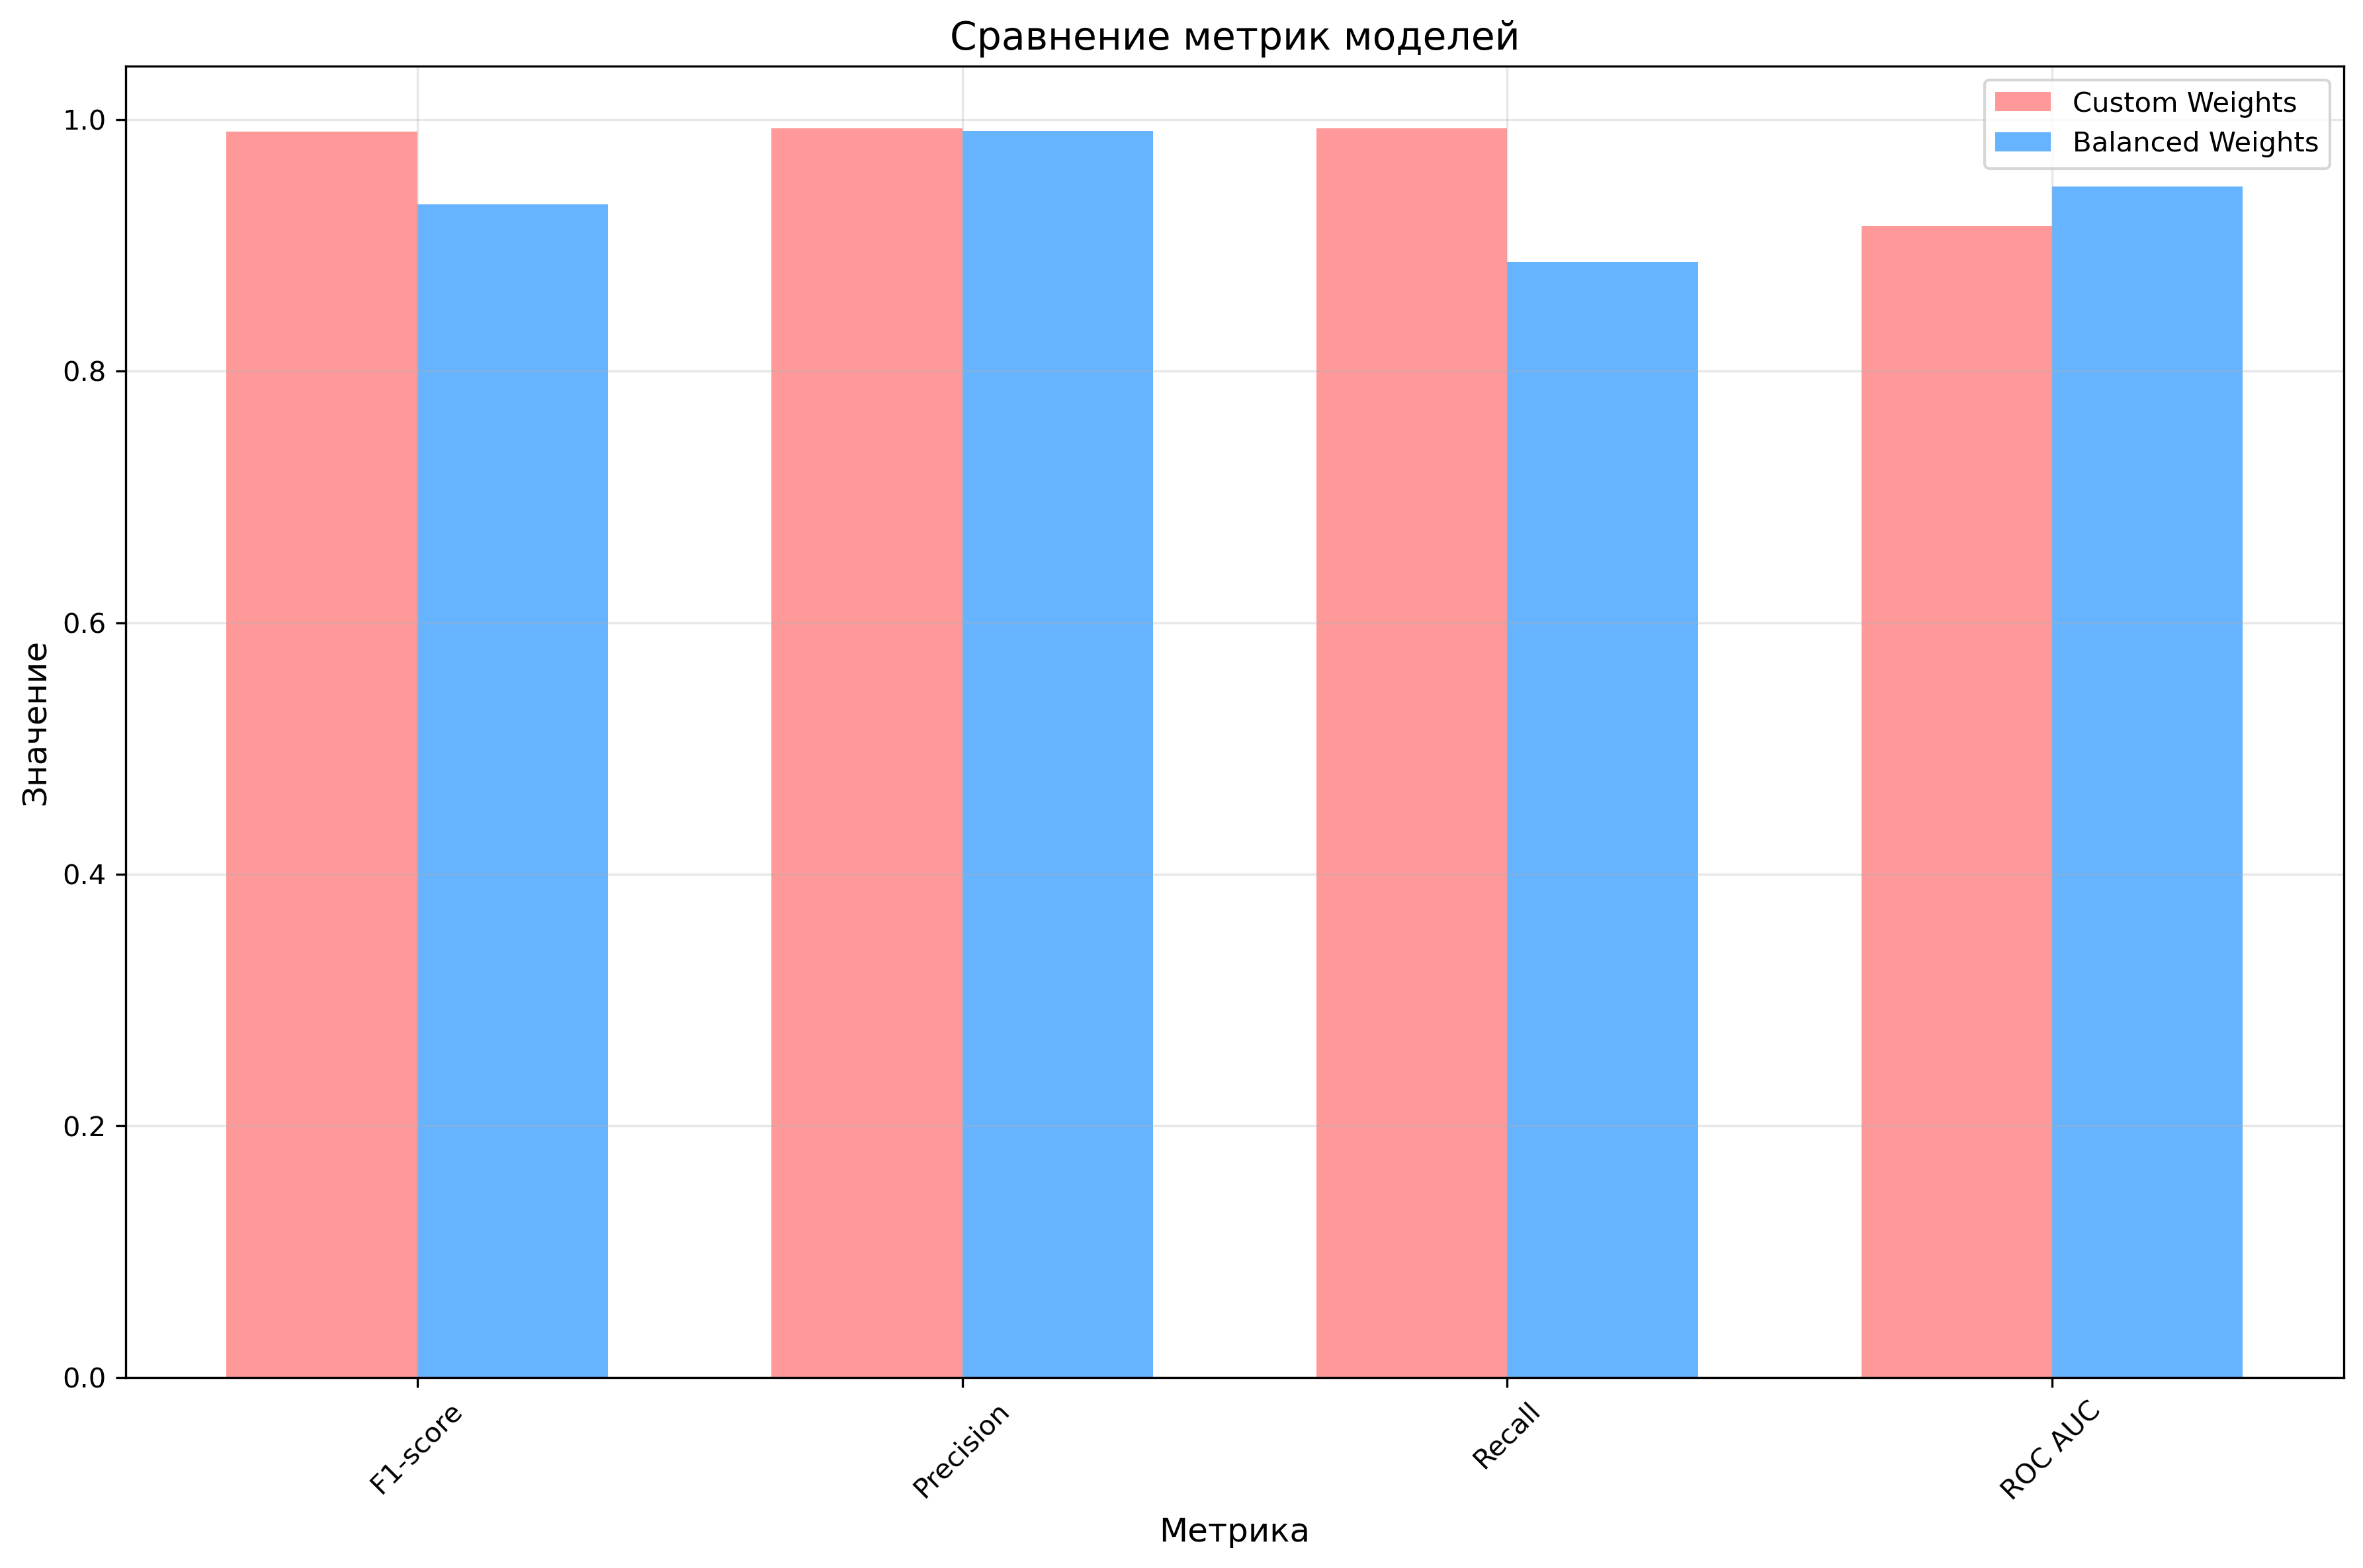 Сравнение метрик моделей
Custom Weights
Balanced Weights
Значение
1.0
0.8
0.6
0.4
0.2
0.0
F1-score
Precision
Recall
ROC AUC
Метрика